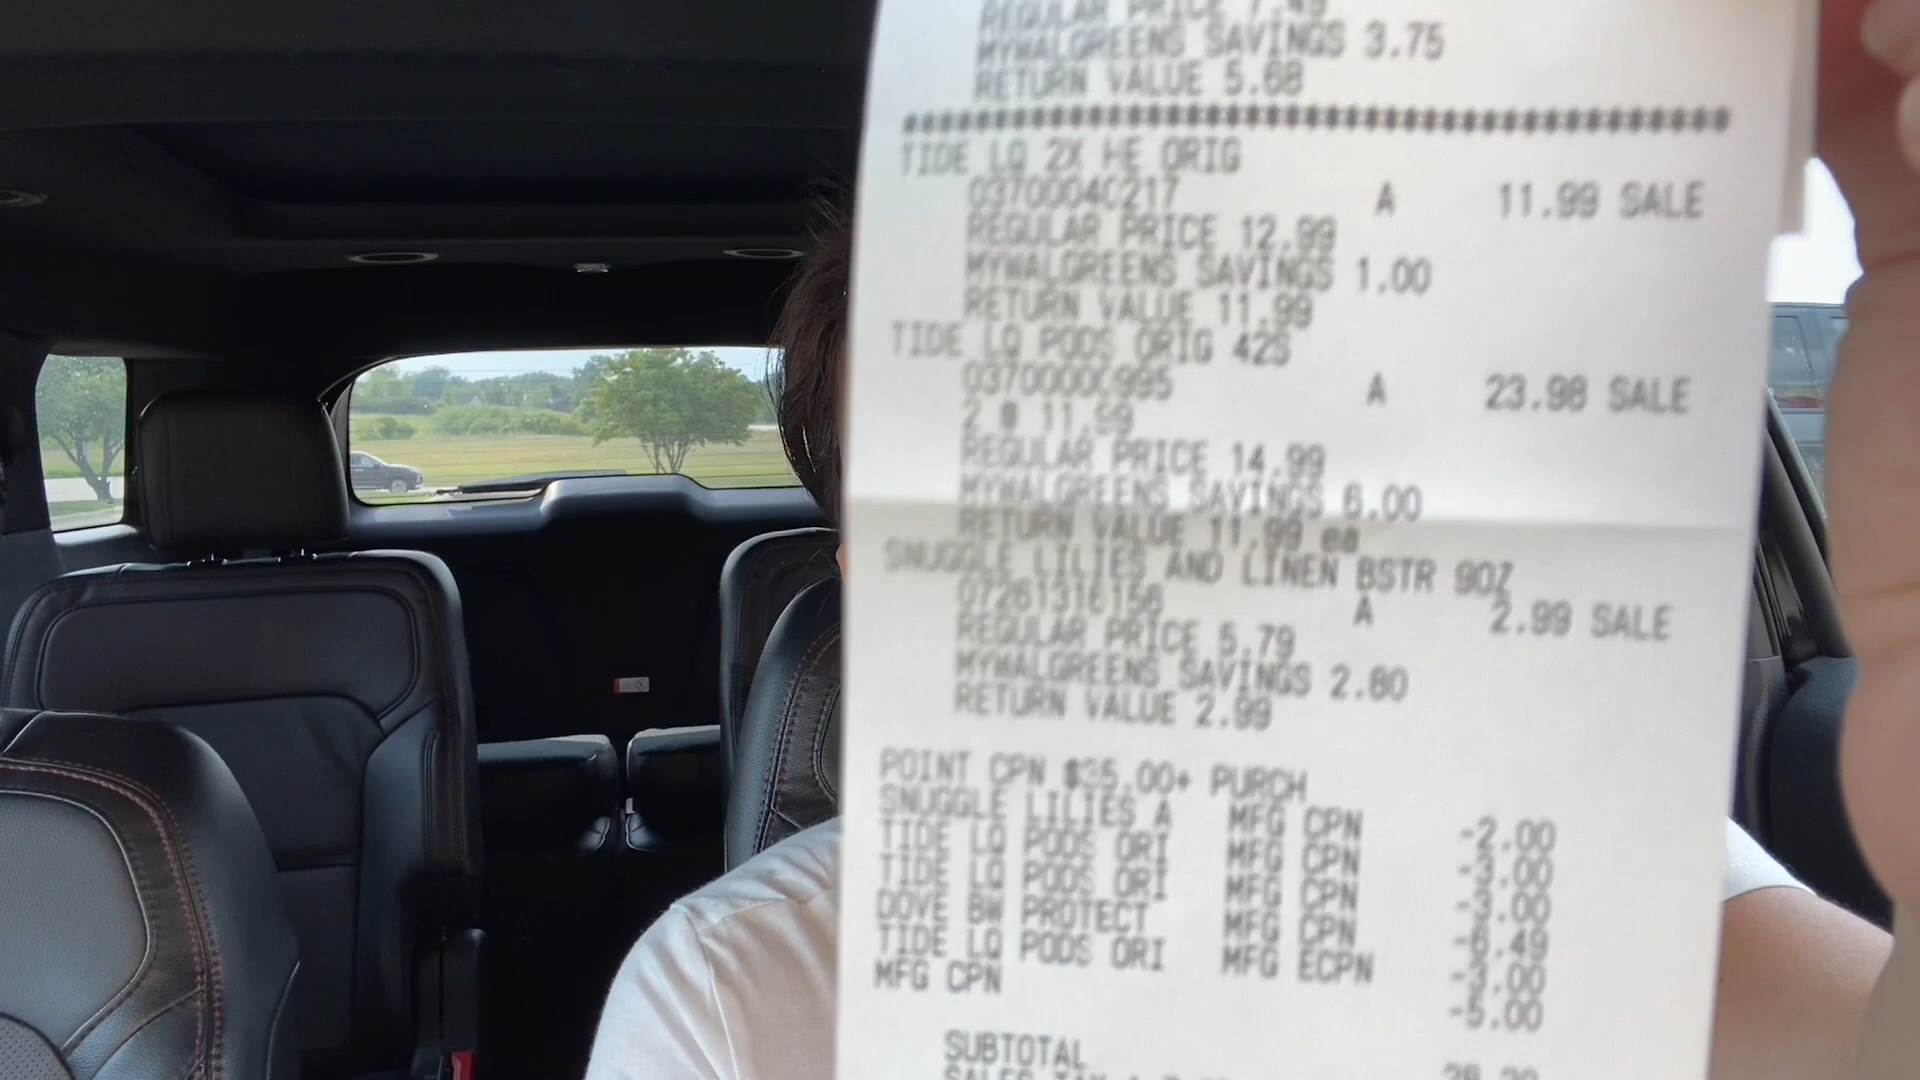 REGULAR PRICE 7.49
MYWALGREENS SAVINGS 3.75
RETURN VALUE 5.68
****************************************
TIDE LQ 2X HE ORIG
03700040217 A 11.99 SALE
REGULAR PRICE 12.99
MYWALGREENS SAVINGS 1.00
RETURN VALUE 11.99
TIDE LQ PODS ORIG 42S
A 23.98 SALE
2 @ 11.99
REGULAR PRICE 14.99
MYWALGREENS SAVINGS 6.00
RETURN VALUE 11.99 ea
SNUGGLE LILIES AND LINEN BSTR 9OZ
07261316156 A 2.99 SALE
REGULAR PRICE 5.79
MYWALGREENS SAVINGS 2.80
RETURN VALUE 2.99
POINT CPN $35.00+ PURCH
SNUGGLE LILIES A MFG CPN -2.00
TIDE LQ PODS ORI MFG CPN -3.00
TIDE LQ PODS ORI MFG CPN -3.00
DOVE BW PROTECT MFG CPN -6.49
TIDE LQ PODS ORI MFG ECPN -3.00
MFG CPN -5.00
SUBTOTAL
SALES TAX